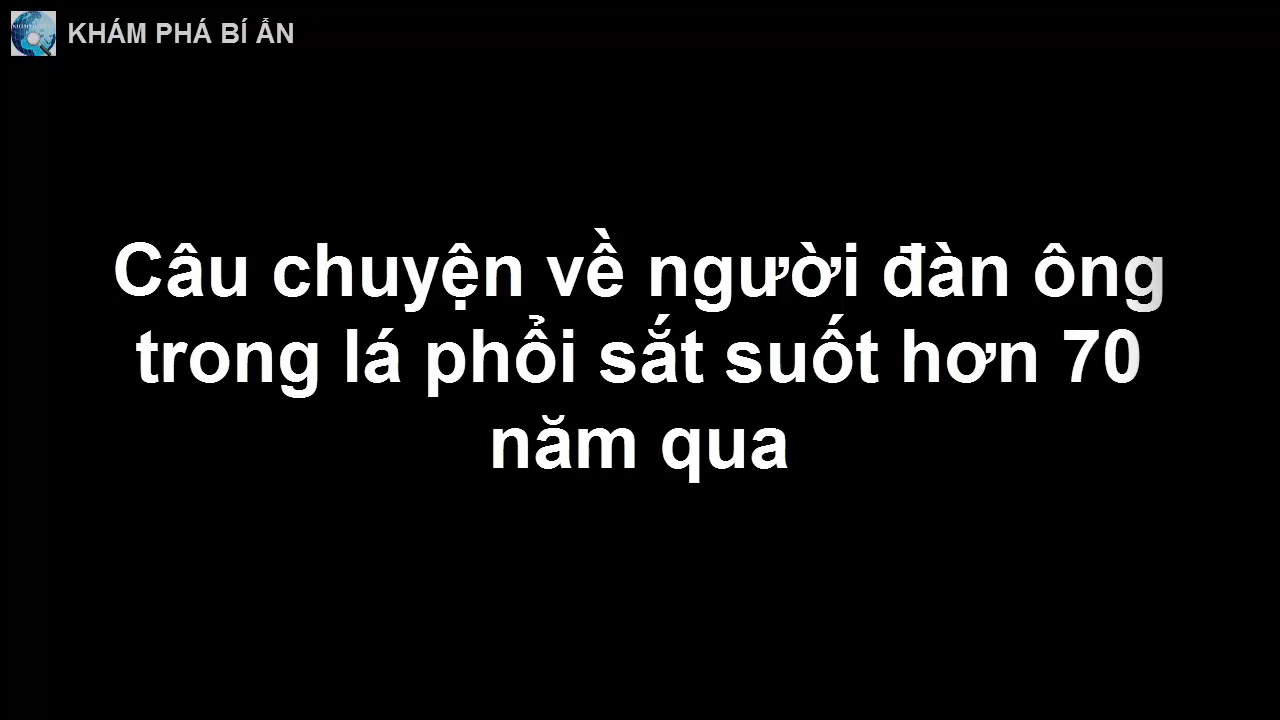 KHÁM PHÁ BÍ ẨN
Câu chuyện về người đàn ông
trong lá phổi sắt suốt hơn 70
năm qua